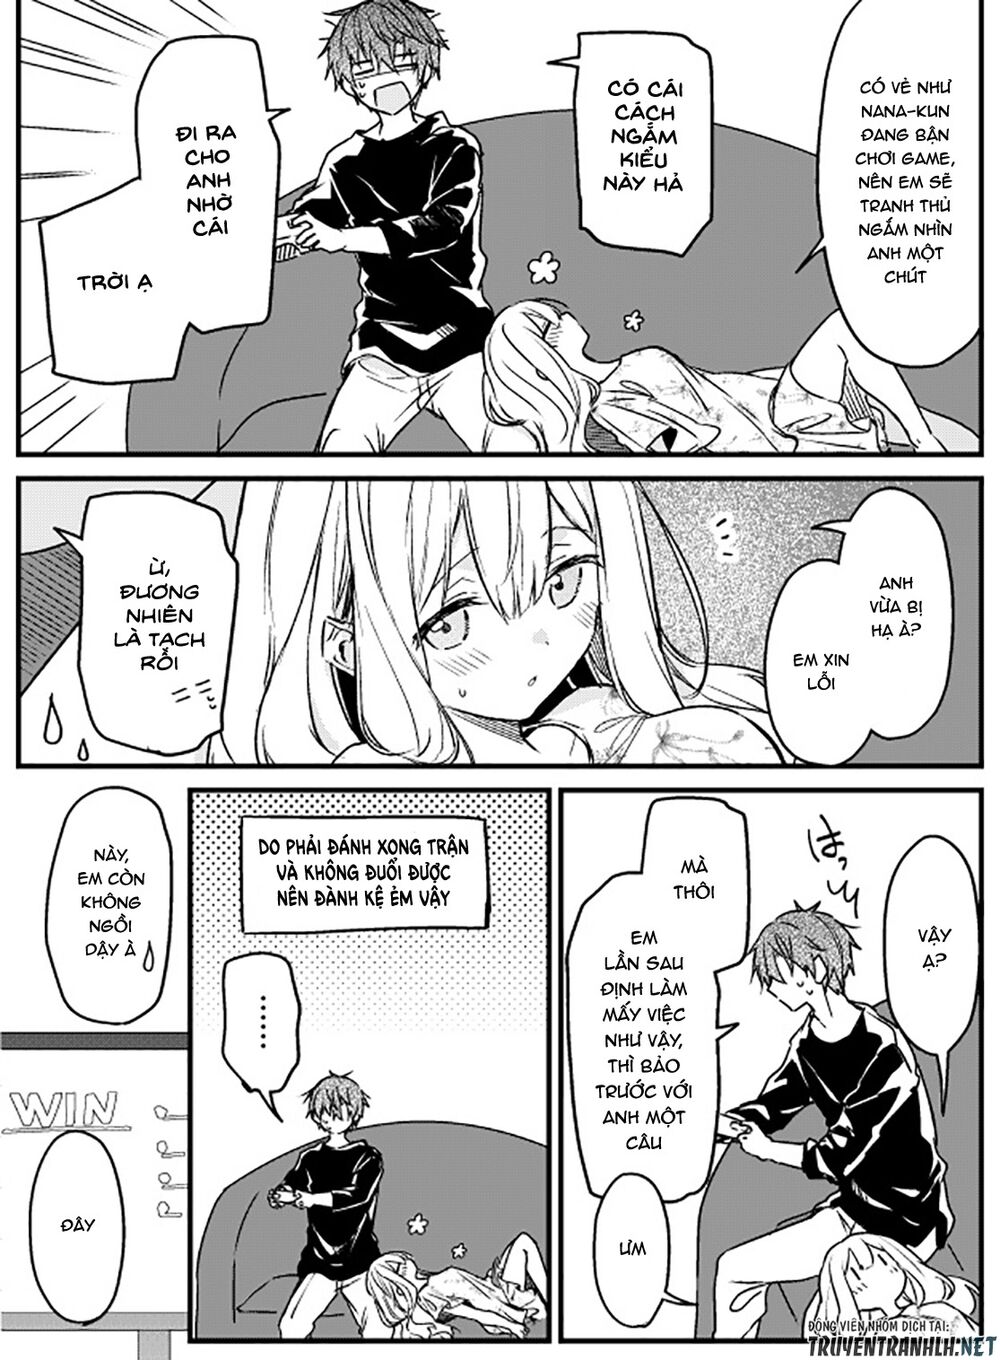 CÓ VẺ NHƯ
NANA-KUN
ĐANG BẬN
CHƠI GAME,
NÊN EM SẼ
TRANH THỦ
NGẮM NHÌN
ANH MỘT
CHÚT
CÓ CÁI
CÁCH
NGẮM
KIỂU
NÀY HẢ
ĐI RA
CHO
ANH
NHỜ
CÁI
TRỜI Ạ
ANH
VỪA BỊ
HẠ À?
EM XIN
LỖI
Ừ,
ĐƯƠNG
NHIÊN
LÀ TẠCH
RỒI
VẬY
Ạ?
はっ
MÀ
THÔI
EM
LẦN SAU
ĐỊNH LÀM
MẤY VIỆC
NHƯ VẬY,
THÌ BẢO
TRƯỚC VỚI
ANH MỘT
CÂU
ƯM
DO PHẢI ĐÁNH XONG TRẬN
VÀ KHÔNG ĐUỔI ĐƯỢC
NÊN ĐÀNH KỆ ẺM VẬY
......
NÀY,
EM CÒN
KHÔNG
NGỒI
DẬY À
WIN
ĐÂY
ĐỘNG VIÊN NHÓM DỊCH TẠI:
TRUYENTRANHLH.NET